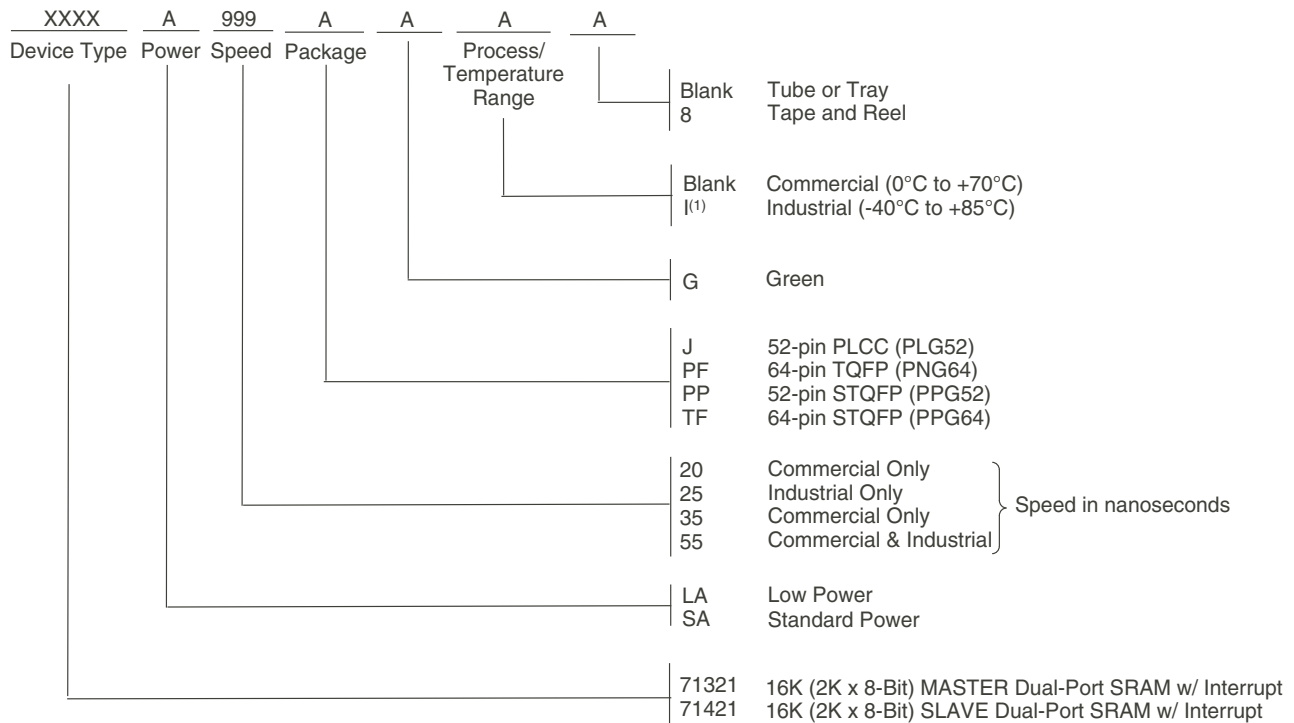 XXXX A 999 A A A A
Device Type Power Speed Package Process/
Temperature
Range
Blank Tube or Tray
8 Tape and Reel
Blank Commercial (0°C to +70°C)
I(1) Industrial (-40°C to +85°C)
G Green
J 52-pin PLCC (PLG52)
PF 64-pin TQFP (PNG64)
PP 52-pin STQFP (PPG52)
TF 64-pin STQFP (PPG64)
20 Commercial Only
25 Industrial Only
35 Commercial Only
55 Commercial & Industrial
Speed in nanoseconds
LA Low Power
SA Standard Power
71321 16K (2K x 8-Bit) MASTER Dual-Port SRAM w/ Interrupt
71421 16K (2K x 8-Bit) SLAVE Dual-Port SRAM w/ Interrupt